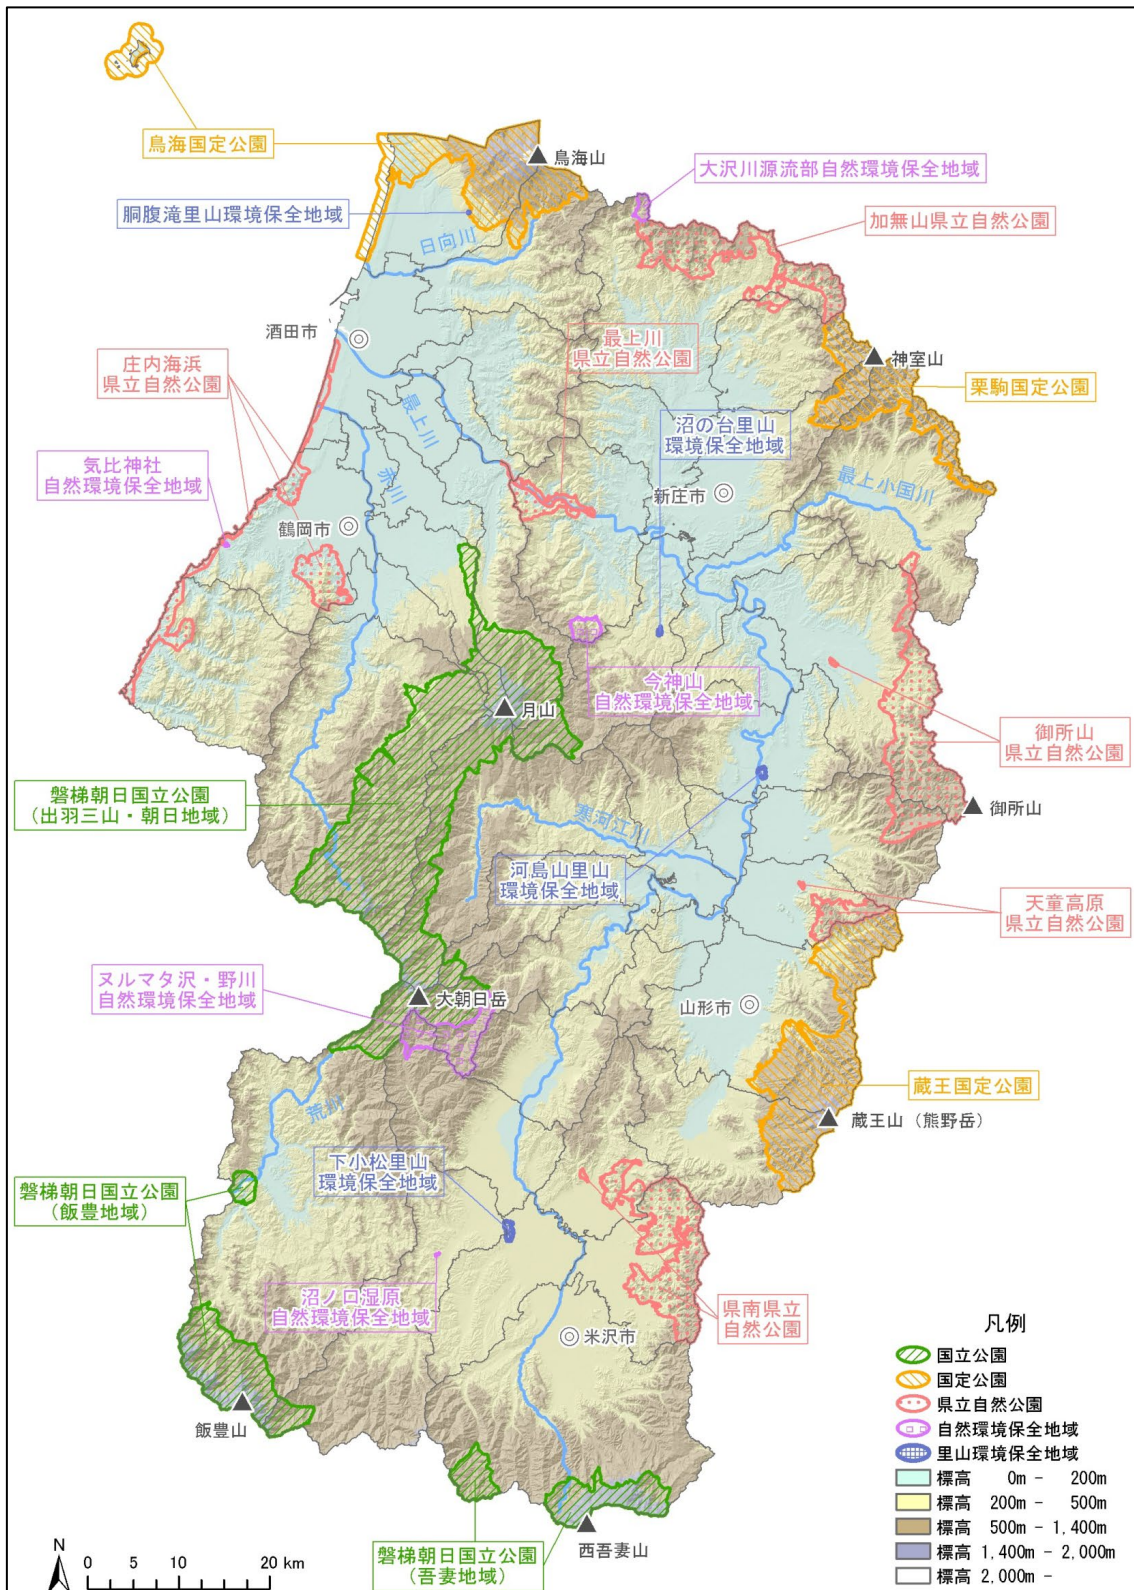 鳥海国定公園
鳥海山
大沢川源流部自然環境保全地域
胴腹滝里山環境保全地域
加無山県立自然公園
日向川
酒田市
最上川
県立自然公園
神室山
庄内海浜
県立自然公園
栗駒国定公園
最上川
沼の台里山
環境保全地域
気比神社
自然環境保全地域
赤川
新庄市
最上小国川
鶴岡市
今神山
自然環境保全地域
月山
御所山
県立自然公園
磐梯朝日国立公園
(出羽三山・朝日地域)
御所山
寒河江川
河島山里山
環境保全地域
天童高原
県立自然公園
ヌルマタ沢・野川
自然環境保全地域
大朝日岳
山形市
蔵王国定公園
荒川
蔵王山(熊野岳)
下小松里山
環境保全地域
磐梯朝日国立公園
(飯豊地域)
沼ノ口湿原
自然環境保全地域
県南県立
自然公園
米沢市
飯豊山
西吾妻山
磐梯朝日国立公園
(吾妻地域)
凡例
国立公園
国定公園
県立自然公園
自然環境保全地域
里山環境保全地域
標高 0m - 200m
標高 200m - 500m
標高 500m - 1,400m
標高 1,400m - 2,000m
標高 2,000m -
N
0 5 10 20 km